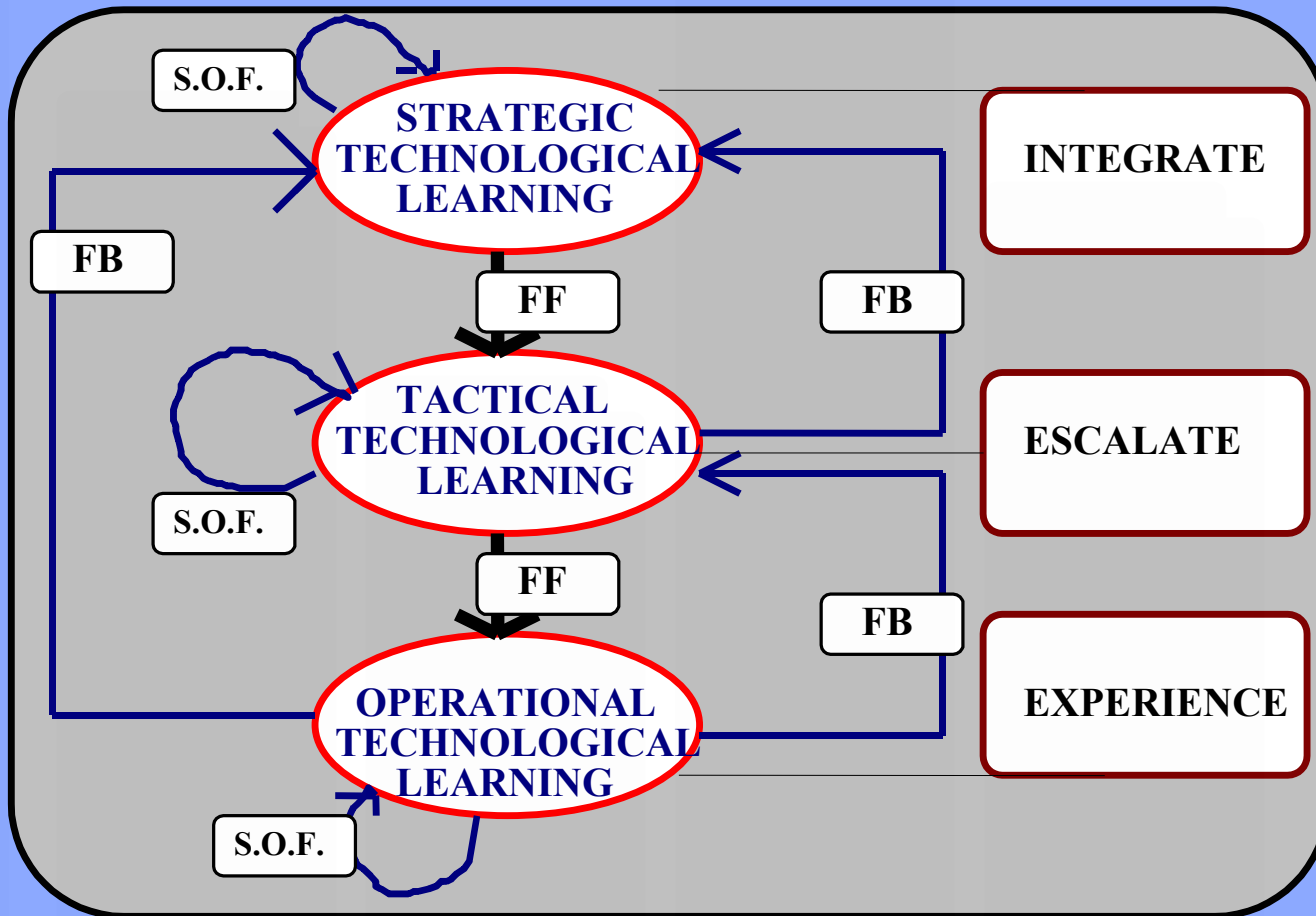 S.O.F.
STRATEGIC
TECHNOLOGICAL
LEARNING
INTEGRATE
FB
FF
FB
TACTICAL
TECHNOLOGICAL
LEARNING
ESCALATE
S.O.F.
FF
FB
OPERATIONAL
TECHNOLOGICAL
LEARNING
EXPERIENCE
S.O.F.